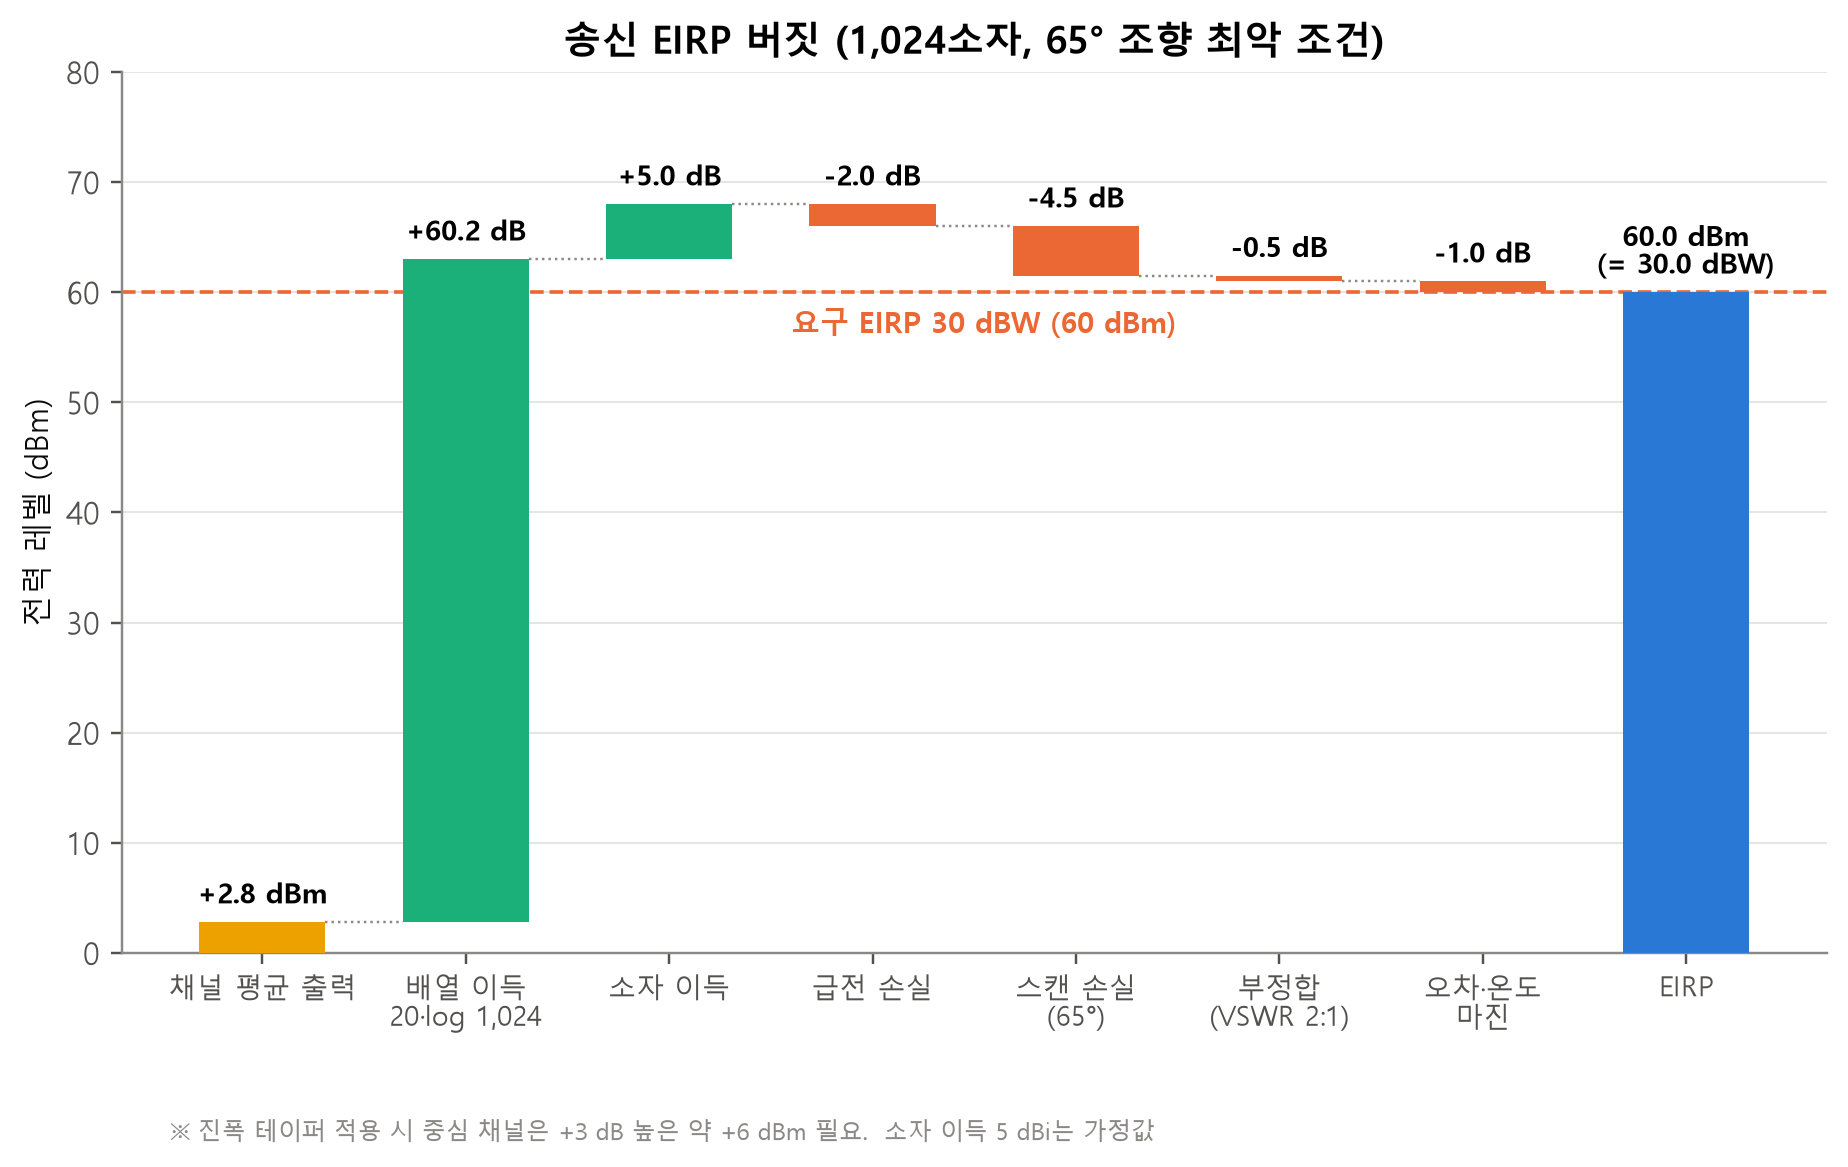 송신 EIRP 버짓 (1,024소자, 65° 조향 최악 조건)
전력 레벨 (dBm)
80
70
60
50
40
30
20
10
0
+2.8 dBm
+60.2 dB
+5.0 dB
-2.0 dB
-4.5 dB
-0.5 dB
-1.0 dB
60.0 dBm
(= 30.0 dBW)
요구 EIRP 30 dBW (60 dBm)
채널 평균 출력
배열 이득
20·log 1,024
소자 이득
급전 손실
스캔 손실
(65°)
부정합
(VSWR 2:1)
오차·온도
마진
EIRP
※ 진폭 테이퍼 적용 시 중심 채널은 +3 dB 높은 약 +6 dBm 필요. 소자 이득 5 dBi는 가정값